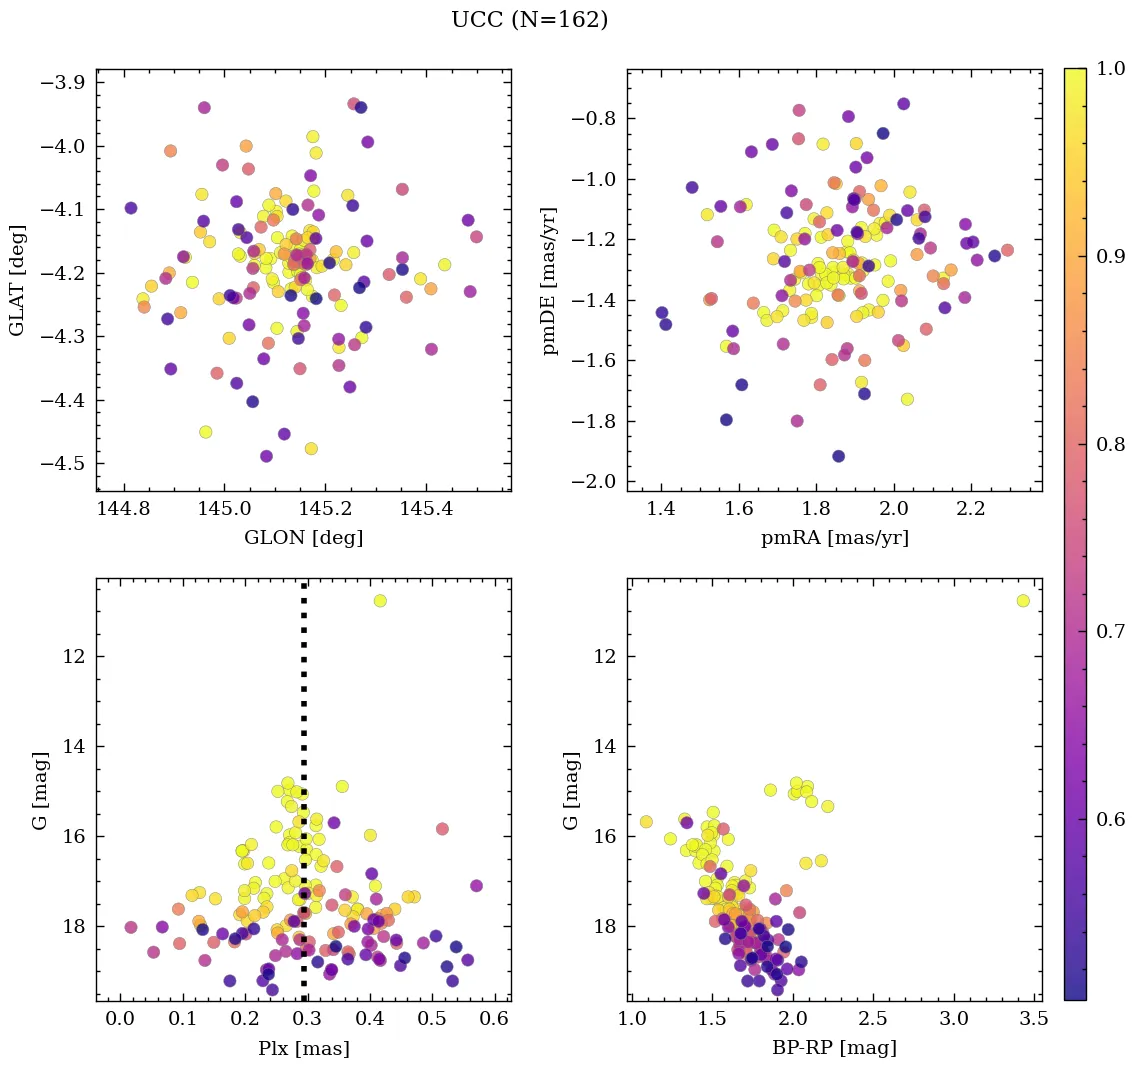 UCC (N=162)
−3.9
−4.0
−4.1
−4.2
−4.3
−4.4
−4.5
GLAT [deg]
144.8 145.0 145.2 145.4
GLON [deg]
−0.8
−1.0
−1.2
−1.4
−1.6
−1.8
−2.0
pmDE [mas/yr]
1.4 1.6 1.8 2.0 2.2
pmRA [mas/yr]
12
14
16
18
G [mag]
0.0 0.1 0.2 0.3 0.4 0.5 0.6
Plx [mas]
12
14
16
18
G [mag]
1.0 1.5 2.0 2.5 3.0 3.5
BP-RP [mag]
1.0
0.9
0.8
0.7
0.6